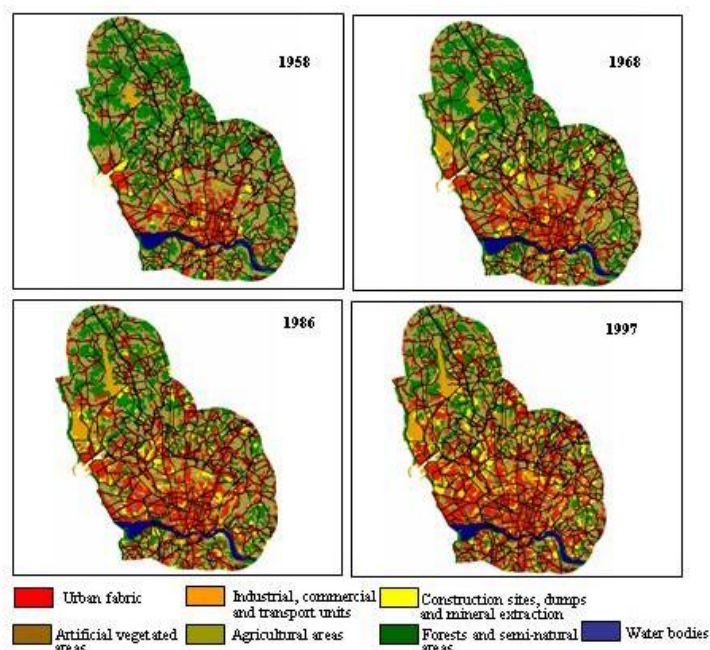 1958
1968
1986
1997
Urban fabric
Industrial, commercial
and transport units
Construction sites, dumps
and mineral extraction
Artificial vegetated
areas
Agricultural areas
Forests and semi-natural
areas
Water bodies